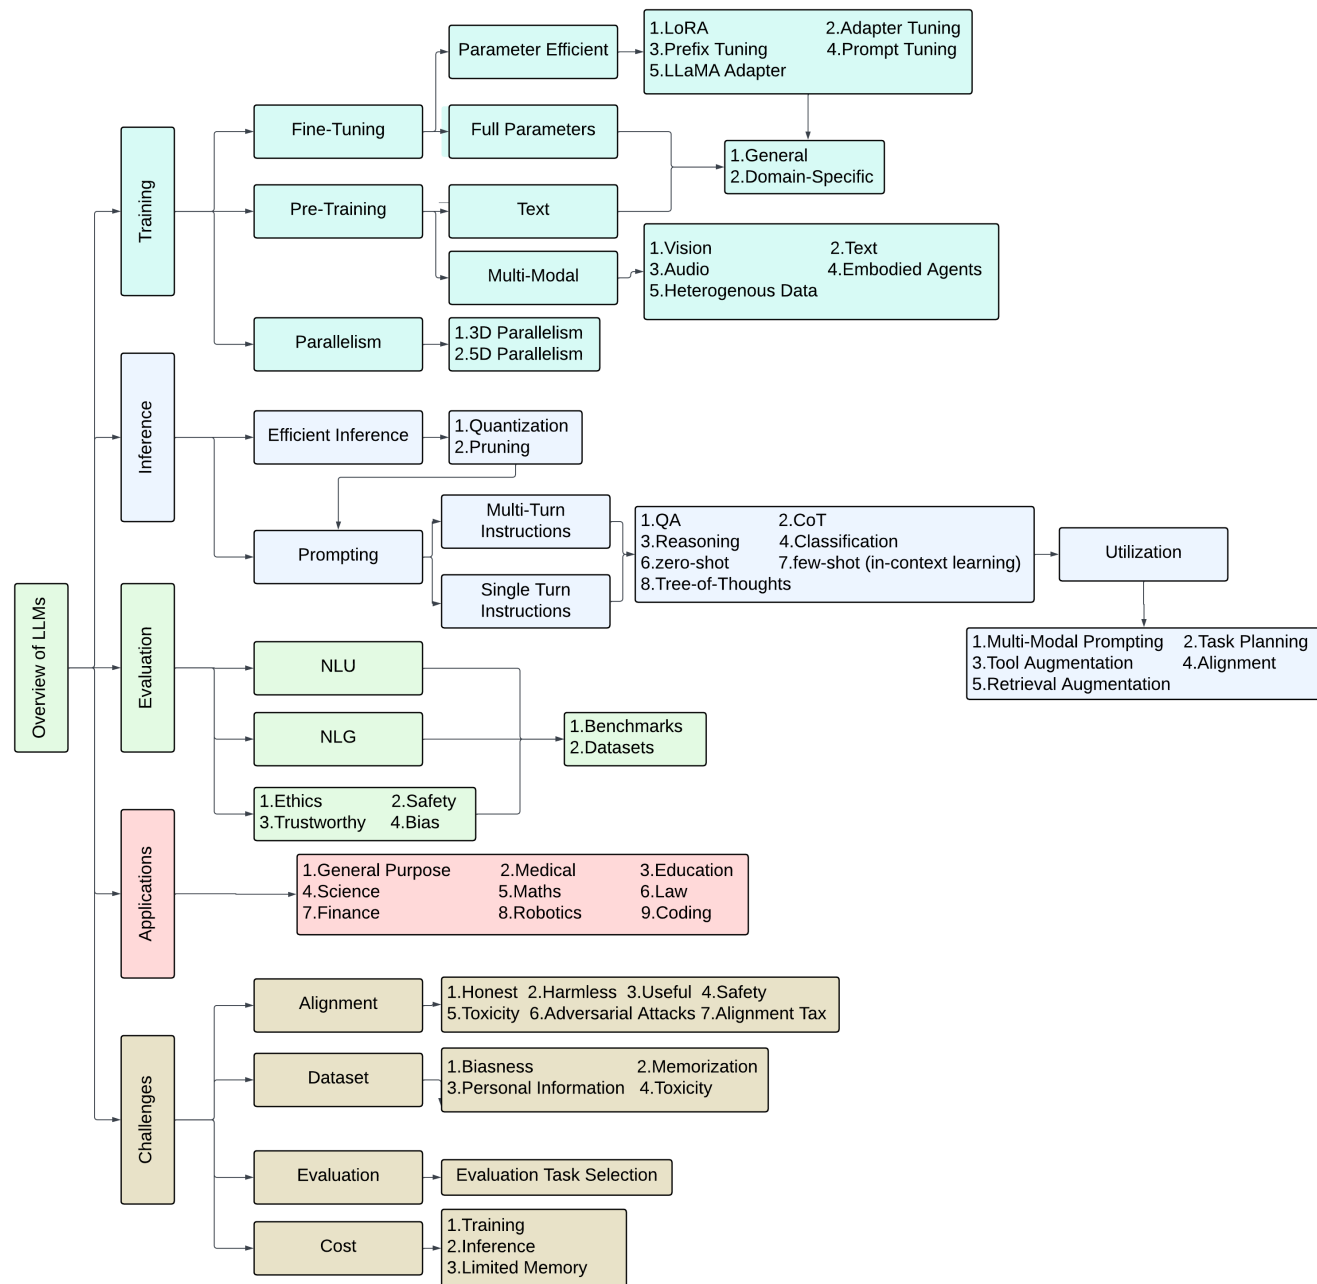 Overview of LLMs
Training
Fine-Tuning
Parameter Efficient
1.LoRA 2.Adapter Tuning
3.Prefix Tuning 4.Prompt Tuning
5.LLaMA Adapter
Full Parameters
1.General
2.Domain-Specific
Pre-Training
Text
Multi-Modal
1.Vision 2.Text
3.Audio 4.Embodied Agents
5.Heterogenous Data
Parallelism
1.3D Parallelism
2.5D Parallelism
Inference
Efficient Inference
1.Quantization
2.Pruning
Prompting
Multi-Turn
Instructions
Single Turn
Instructions
1.QA 2.CoT
3.Reasoning 4.Classification
6.zero-shot 7.few-shot (in-context learning)
8.Tree-of-Thoughts
Utilization
1.Multi-Modal Prompting 2.Task Planning
3.Tool Augmentation 4.Alignment
5.Retrieval Augmentation
Evaluation
NLU
NLG
1.Ethics 2.Safety
3.Trustworthy 4.Bias
1.Benchmarks
2.Datasets
Applications
1.General Purpose 2.Medical 3.Education
4.Science 5.Maths 6.Law
7.Finance 8.Robotics 9.Coding
Challenges
Alignment
1.Honest 2.Harmless 3.Useful 4.Safety
5.Toxicity 6.Adversarial Attacks 7.Alignment Tax
Dataset
1.Biasness 2.Memorization
3.Personal Information 4.Toxicity
Evaluation
Evaluation Task Selection
Cost
1.Training
2.Inference
3.Limited Memory